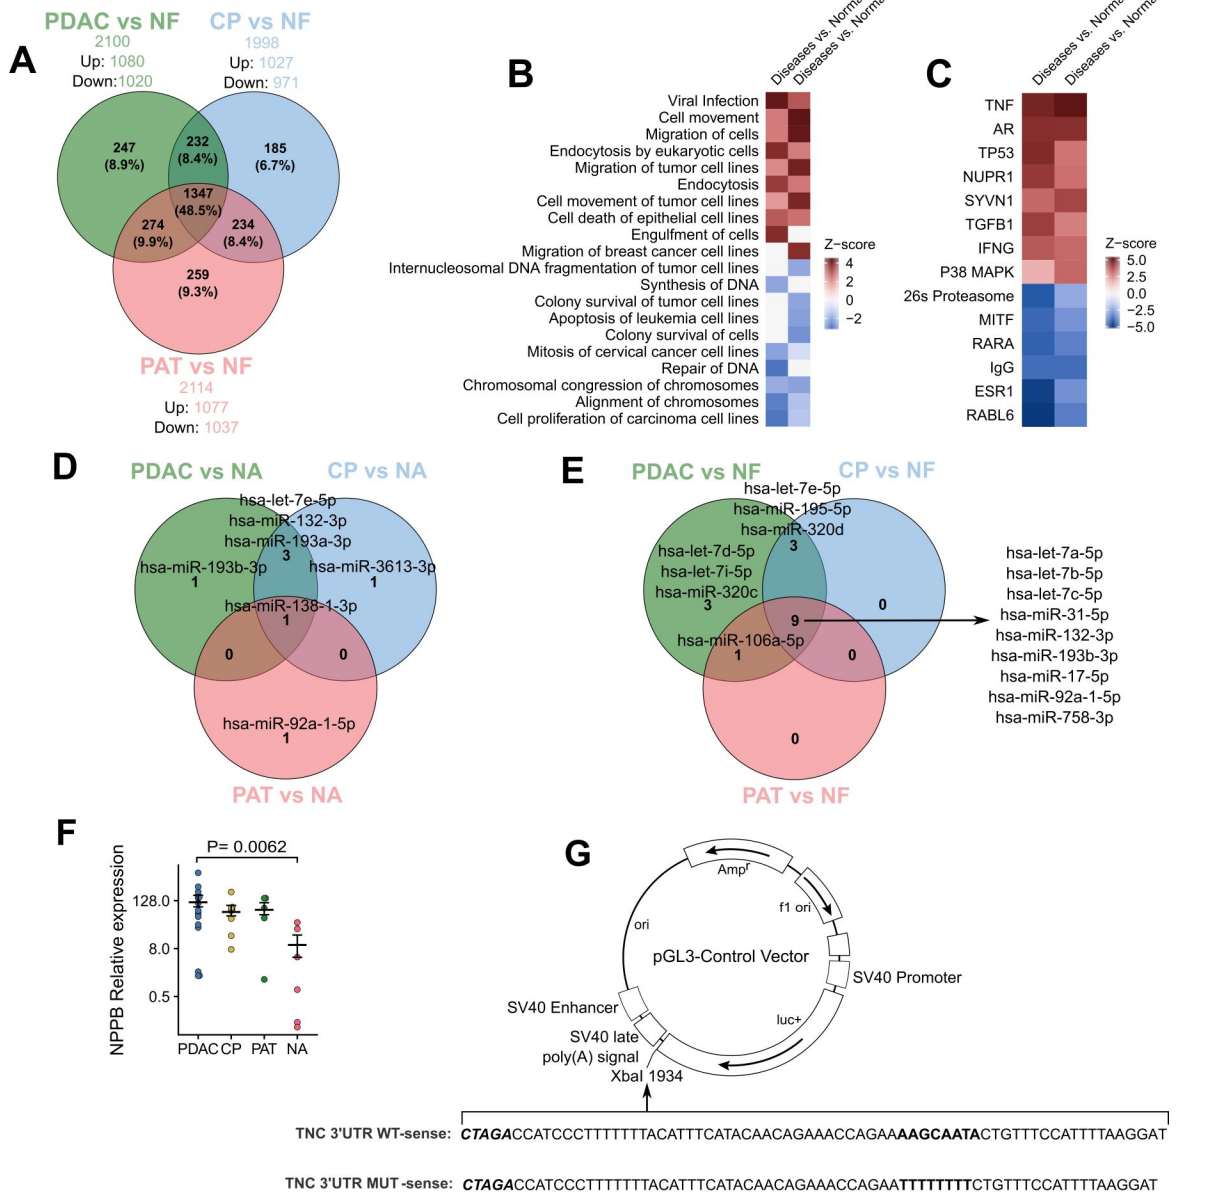 A
PDAC vs NF
2100
Up: 1080
Down:1020
CP vs NF
1998
Up: 1027
Down: 971
247
(8.9%)
232
(8.4%)
185
(6.7%)
1347
(48.5%)
274
(9.9%)
234
(8.4%)
259
(9.3%)
PAT vs NF
2114
Up: 1077
Down: 1037
B
Diseases vs. Norma
Diseases vs. Norma
Viral Infection
Cell movement
Migration of cells
Endocytosis by eukaryotic cells
Migration of tumor cell lines
Endocytosis
Cell movement of tumor cell lines
Cell death of epithelial cell lines
Engulfment of cells
Migration of breast cancer cell lines
Internucleosomal DNA fragmentation of tumor cell lines
Synthesis of DNA
Colony survival of tumor cell lines
Apoptosis of leukemia cell lines
Colony survival of cells
Mitosis of cervical cancer cell lines
Repair of DNA
Chromosomal congression of chromosomes
Alignment of chromosomes
Cell proliferation of carcinoma cell lines
Z−score
4
2
0
−2
C
Diseases vs. Norma
Diseases vs. Norma
TNF
AR
TP53
NUPR1
SYVN1
TGFB1
IFNG
P38 MAPK
26s Proteasome
MITF
RARA
IgG
ESR1
RABL6
Z−score
5.0
2.5
0.0
−2.5
−5.0
D
PDAC vs NA
CP vs NA
hsa-let-7e-5p
hsa-miR-132-3p
hsa-miR-193a-3p
3
hsa-miR-193b-3p
1
hsa-miR-3613-3p
1
hsa-miR-138-1-3p
1
0
0
hsa-miR-92a-1-5p
1
PAT vs NA
E
PDAC vs NF
CP vs NF
hsa-let-7e-5p
hsa-miR-195-5p
hsa-miR-320d
3
hsa-let-7d-5p
hsa-let-7i-5p
hsa-miR-320c
3
0
9
hsa-miR-106a-5p
1
0
0
PAT vs NF
hsa-let-7a-5p
hsa-let-7b-5p
hsa-let-7c-5p
hsa-miR-31-5p
hsa-miR-132-3p
hsa-miR-193b-3p
hsa-miR-17-5p
hsa-miR-92a-1-5p
hsa-miR-758-3p
F
P= 0.0062
NPPB Relative expression
128.0
8.0
0.5
PDAC CP PAT NA
G
Ampr
f1 ori
ori
pGL3-Control Vector
SV40 Promoter
SV40 Enhancer
luc+
SV40 late
poly(A) signal
XbaI 1934
TNC 3'UTR WT-sense: CTAGACCATCCCTTTTTTTACATTTCATACAACAGAAACCAGAAAAGCAATACTGTTTCCATTTTAAGGAT
TNC 3'UTR MUT -sense: CTAGACCATCCCTTTTTTTACATTTCATACAACAGAAACCAGAATTTTTTTTCTGTTTCCATTTTAAGGAT